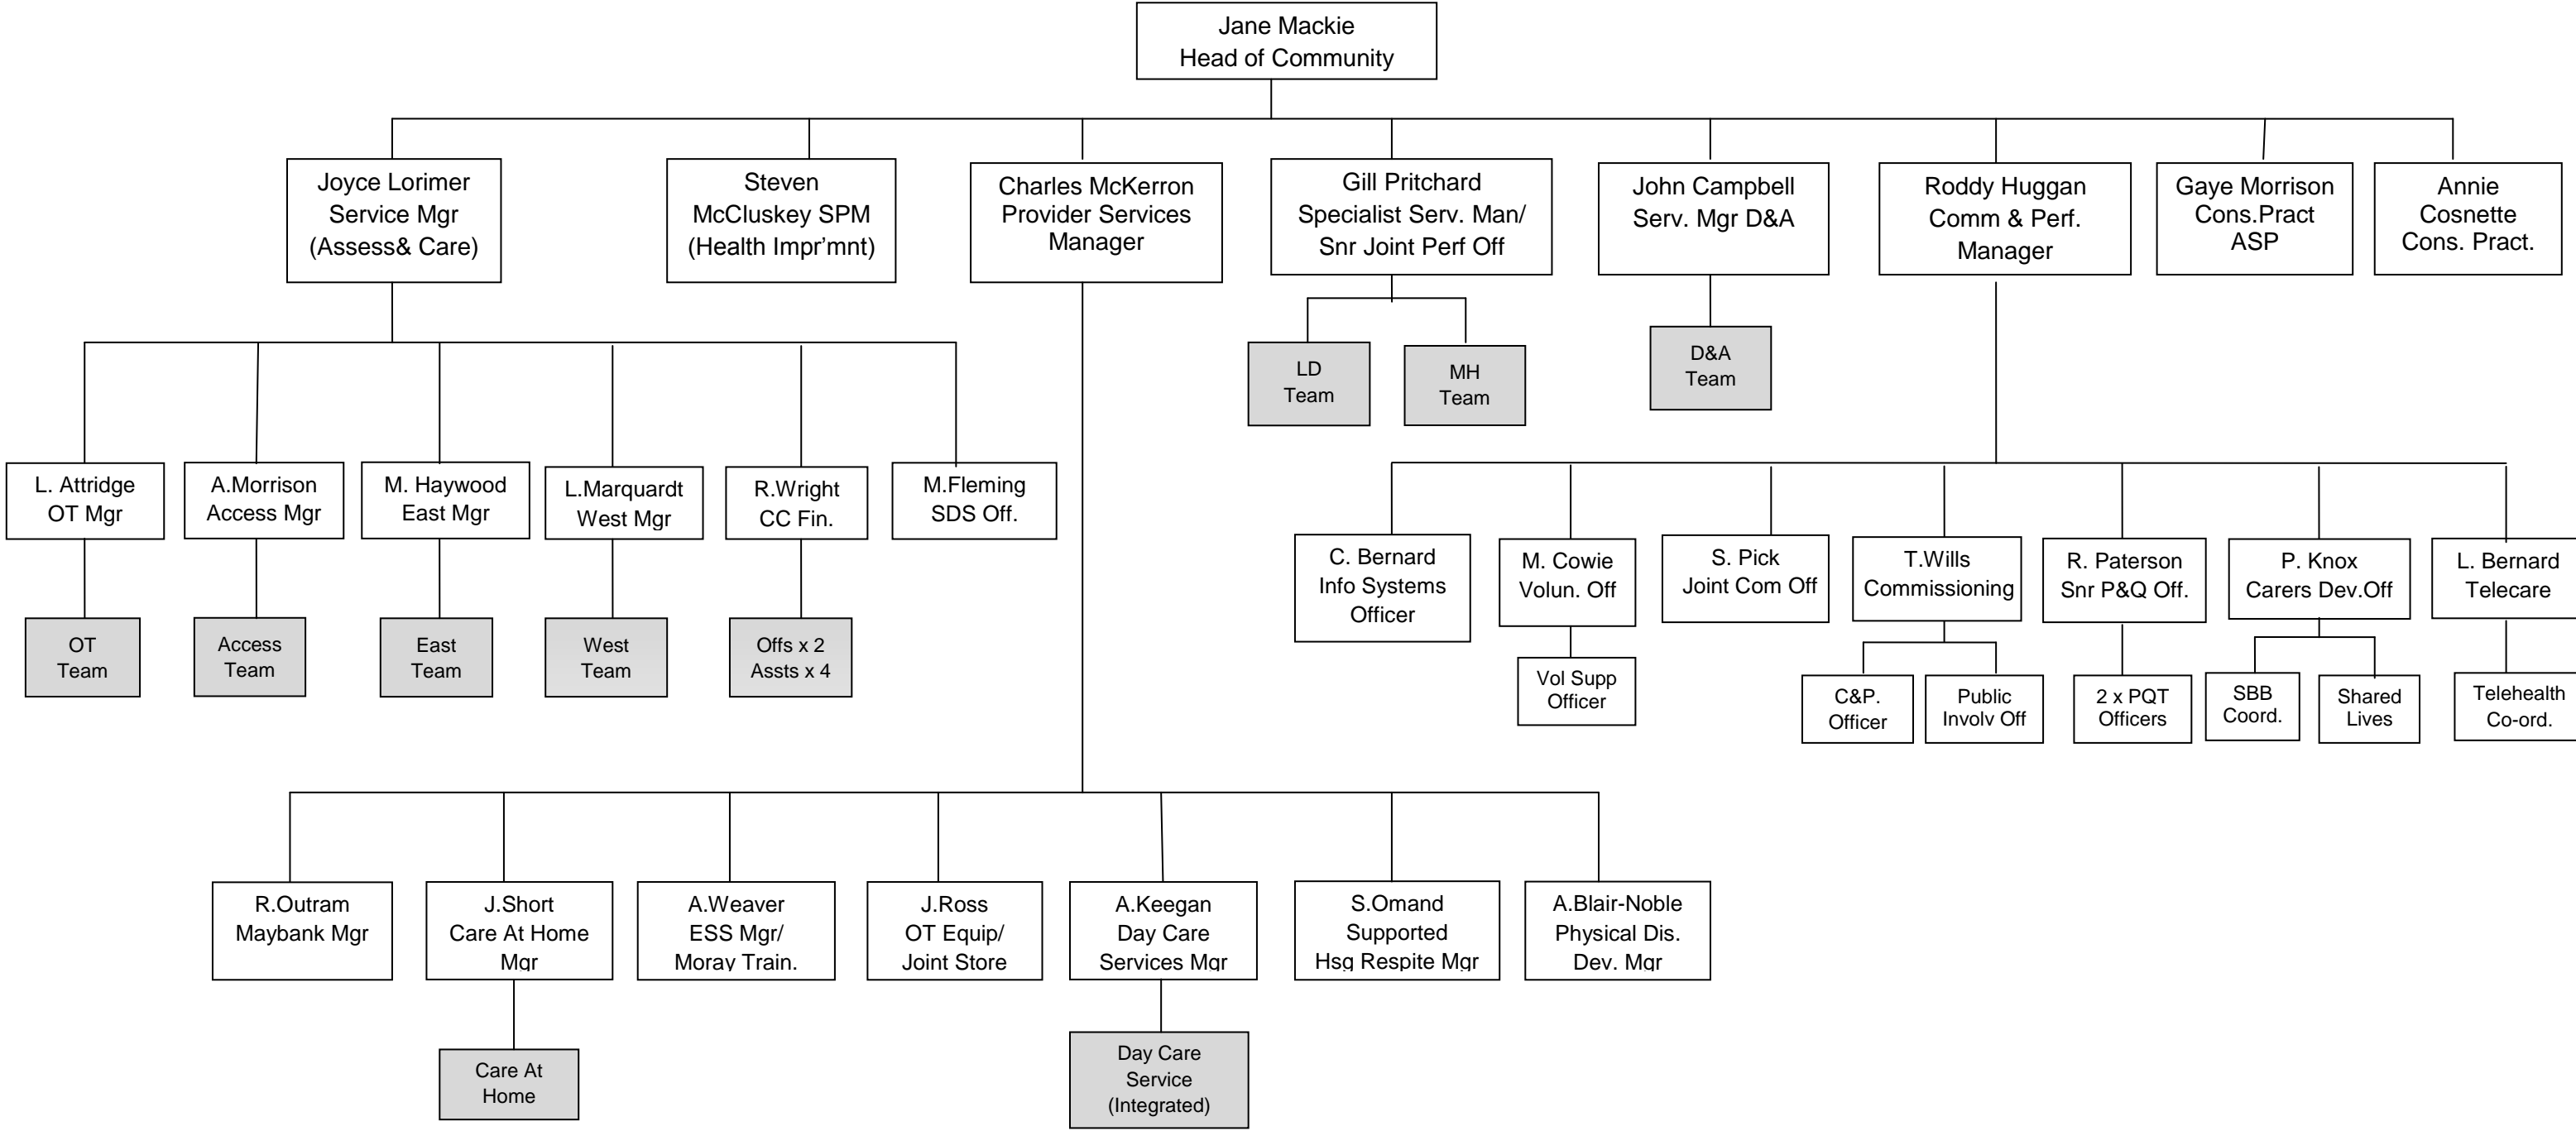 Jane Mackie
Head of Community
Joyce Lorimer
Service Mgr
(Assess& Care)
Steven
McCluskey SPM
(Health Impr’mnt)
Charles McKerron
Provider Services
Manager
Gill Pritchard
Specialist Serv. Man/
Snr Joint Perf Off
John Campbell
Serv. Mgr D&A
Roddy Huggan
Comm & Perf.
Manager
Gaye Morrison
Cons.Pract
ASP
Annie
Cosnette
Cons. Pract.
LD
Team
MH
Team
D&A
Team
L. Attridge
OT Mgr
A.Morrison
Access Mgr
M. Haywood
East Mgr
L.Marquardt
West Mgr
R.Wright
CC Fin.
M.Fleming
SDS Off.
C. Bernard
Info Systems
Officer
M. Cowie
Volun. Off
S. Pick
Joint Com Off
T.Wills
Commissioning
R. Paterson
Snr P&Q Off.
P. Knox
Carers Dev.Off
L. Bernard
Telecare
OT
Team
Access
Team
East
Team
West
Team
Offs x 2
Assts x 4
Vol Supp
Officer
C&P.
Officer
Public
Involv Off
2 x PQT
Officers
SBB
Coord.
Shared
Lives
Telehealth
Co-ord.
R.Outram
Maybank Mgr
J.Short
Care At Home
Mgr
A.Weaver
ESS Mgr/
Moray Train.
J.Ross
OT Equip/
Joint Store
A.Keegan
Day Care
Services Mgr
S.Omand
Supported
Hsg Respite Mgr
A.Blair-Noble
Physical Dis.
Dev. Mgr
Care At
Home
Day Care
Service
(Integrated)